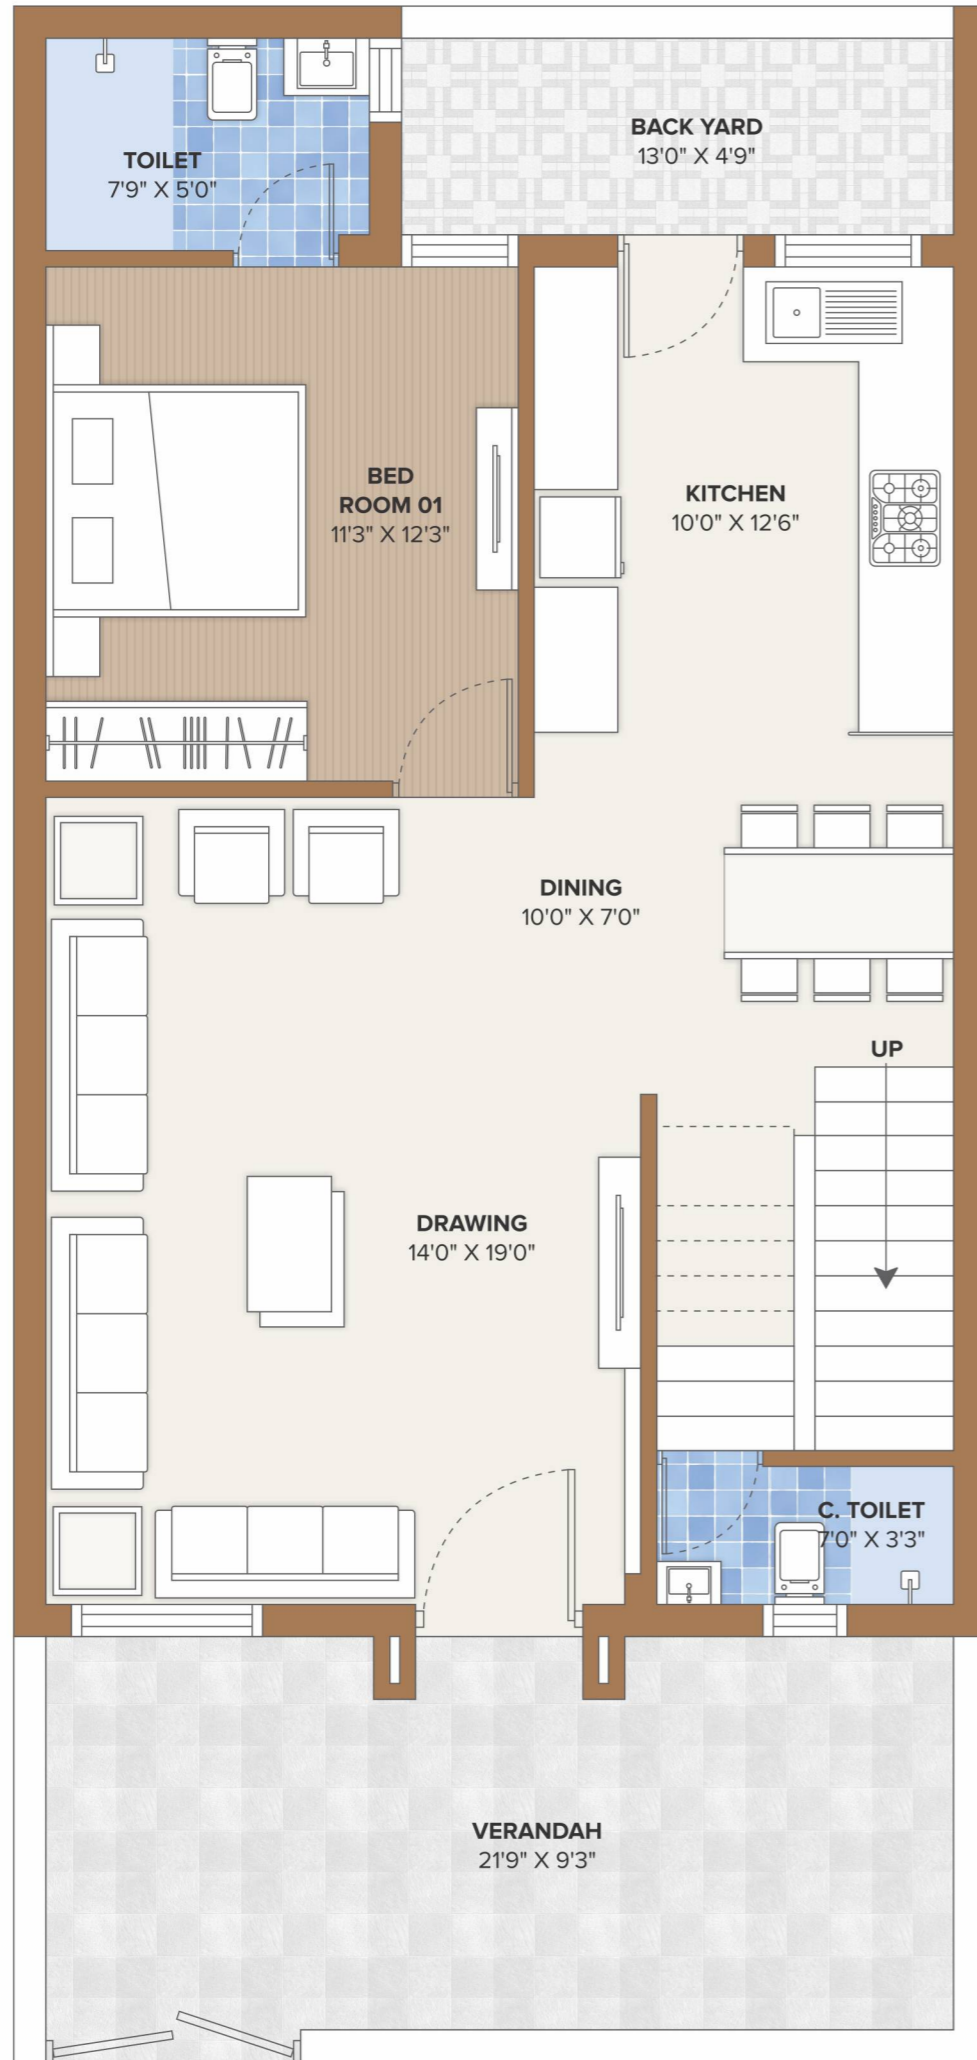 BACK YARD
13'0" X 4'9"
TOILET
7'9" X 5'0"
BED
ROOM 01
11'3" X 12'3"
KITCHEN
10'0" X 12'6"
DINING
10'0" X 7'0"
UP
DRAWING
14'0" X 19'0"
C. TOILET
7'0" X 3'3"
VERANDAH
21'9" X 9'3"